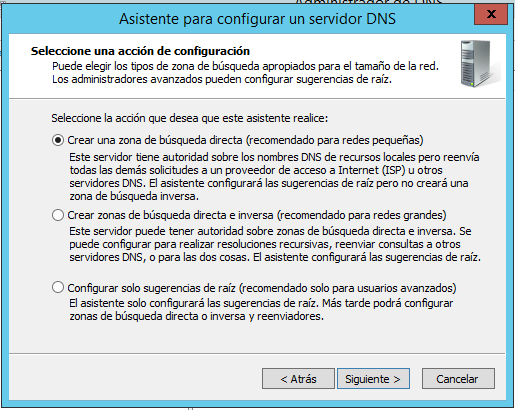 Administrador de DNS
Asistente para configurar un servidor DNS
x
Seleccione una acción de configuración
Puede elegir los tipos de zona de búsqueda apropiados para el tamaño de la red.
Los administradores avanzados pueden configurar sugerencias de raíz.
Seleccione la acción que desea que este asistente realice:
Crear una zona de búsqueda directa (recomendado para redes pequeñas)
Este servidor tiene autoridad sobre los nombres DNS de recursos locales pero reenvía
todas las demás solicitudes a un proveedor de acceso a Internet (ISP) u otros
servidores DNS. El asistente configurará las sugerencias de raíz pero no creará una
zona de búsqueda inversa.
Crear zonas de búsqueda directa e inversa (recomendado para redes grandes)
Este servidor puede tener autoridad sobre zonas de búsqueda directa e inversa. Se
puede configurar para realizar resoluciones recursivas, reenviar consultas a otros
servidores DNS, o para las dos cosas. El asistente configurará las sugerencias de raíz.
Configurar solo sugerencias de raíz (recomendado solo para usuarios avanzados)
El asistente solo configurará las sugerencias de raíz. Más tarde podrá configurar
zonas de búsqueda directa o inversa y reenviadores.
< Atrás
Siguiente >
Cancelar